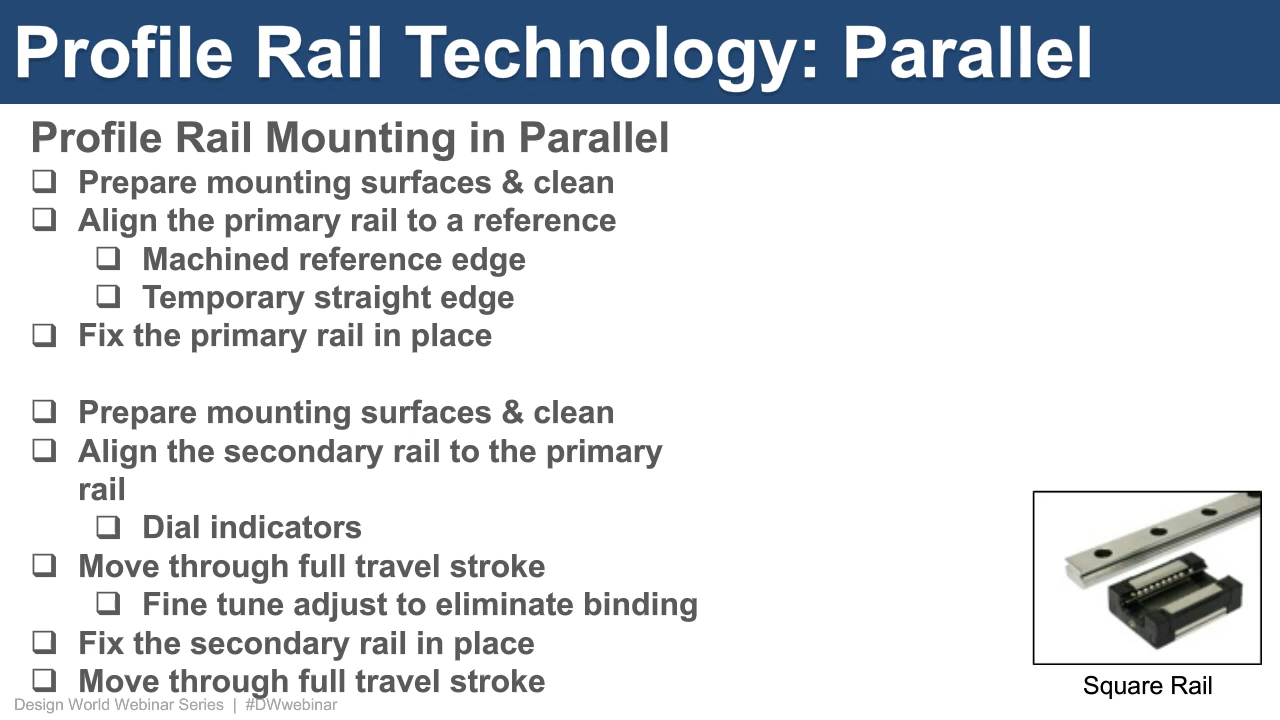 Profile Rail Technology: Parallel
Profile Rail Mounting in Parallel
❑ Prepare mounting surfaces & clean
❑ Align the primary rail to a reference
❑ Machined reference edge
❑ Temporary straight edge
❑ Fix the primary rail in place
❑ Prepare mounting surfaces & clean
❑ Align the secondary rail to the primary
rail
❑ Dial indicators
❑ Move through full travel stroke
❑ Fine tune adjust to eliminate binding
❑ Fix the secondary rail in place
❑ Move through full travel stroke
Square Rail
Design World Webinar Series | #DWwebinar